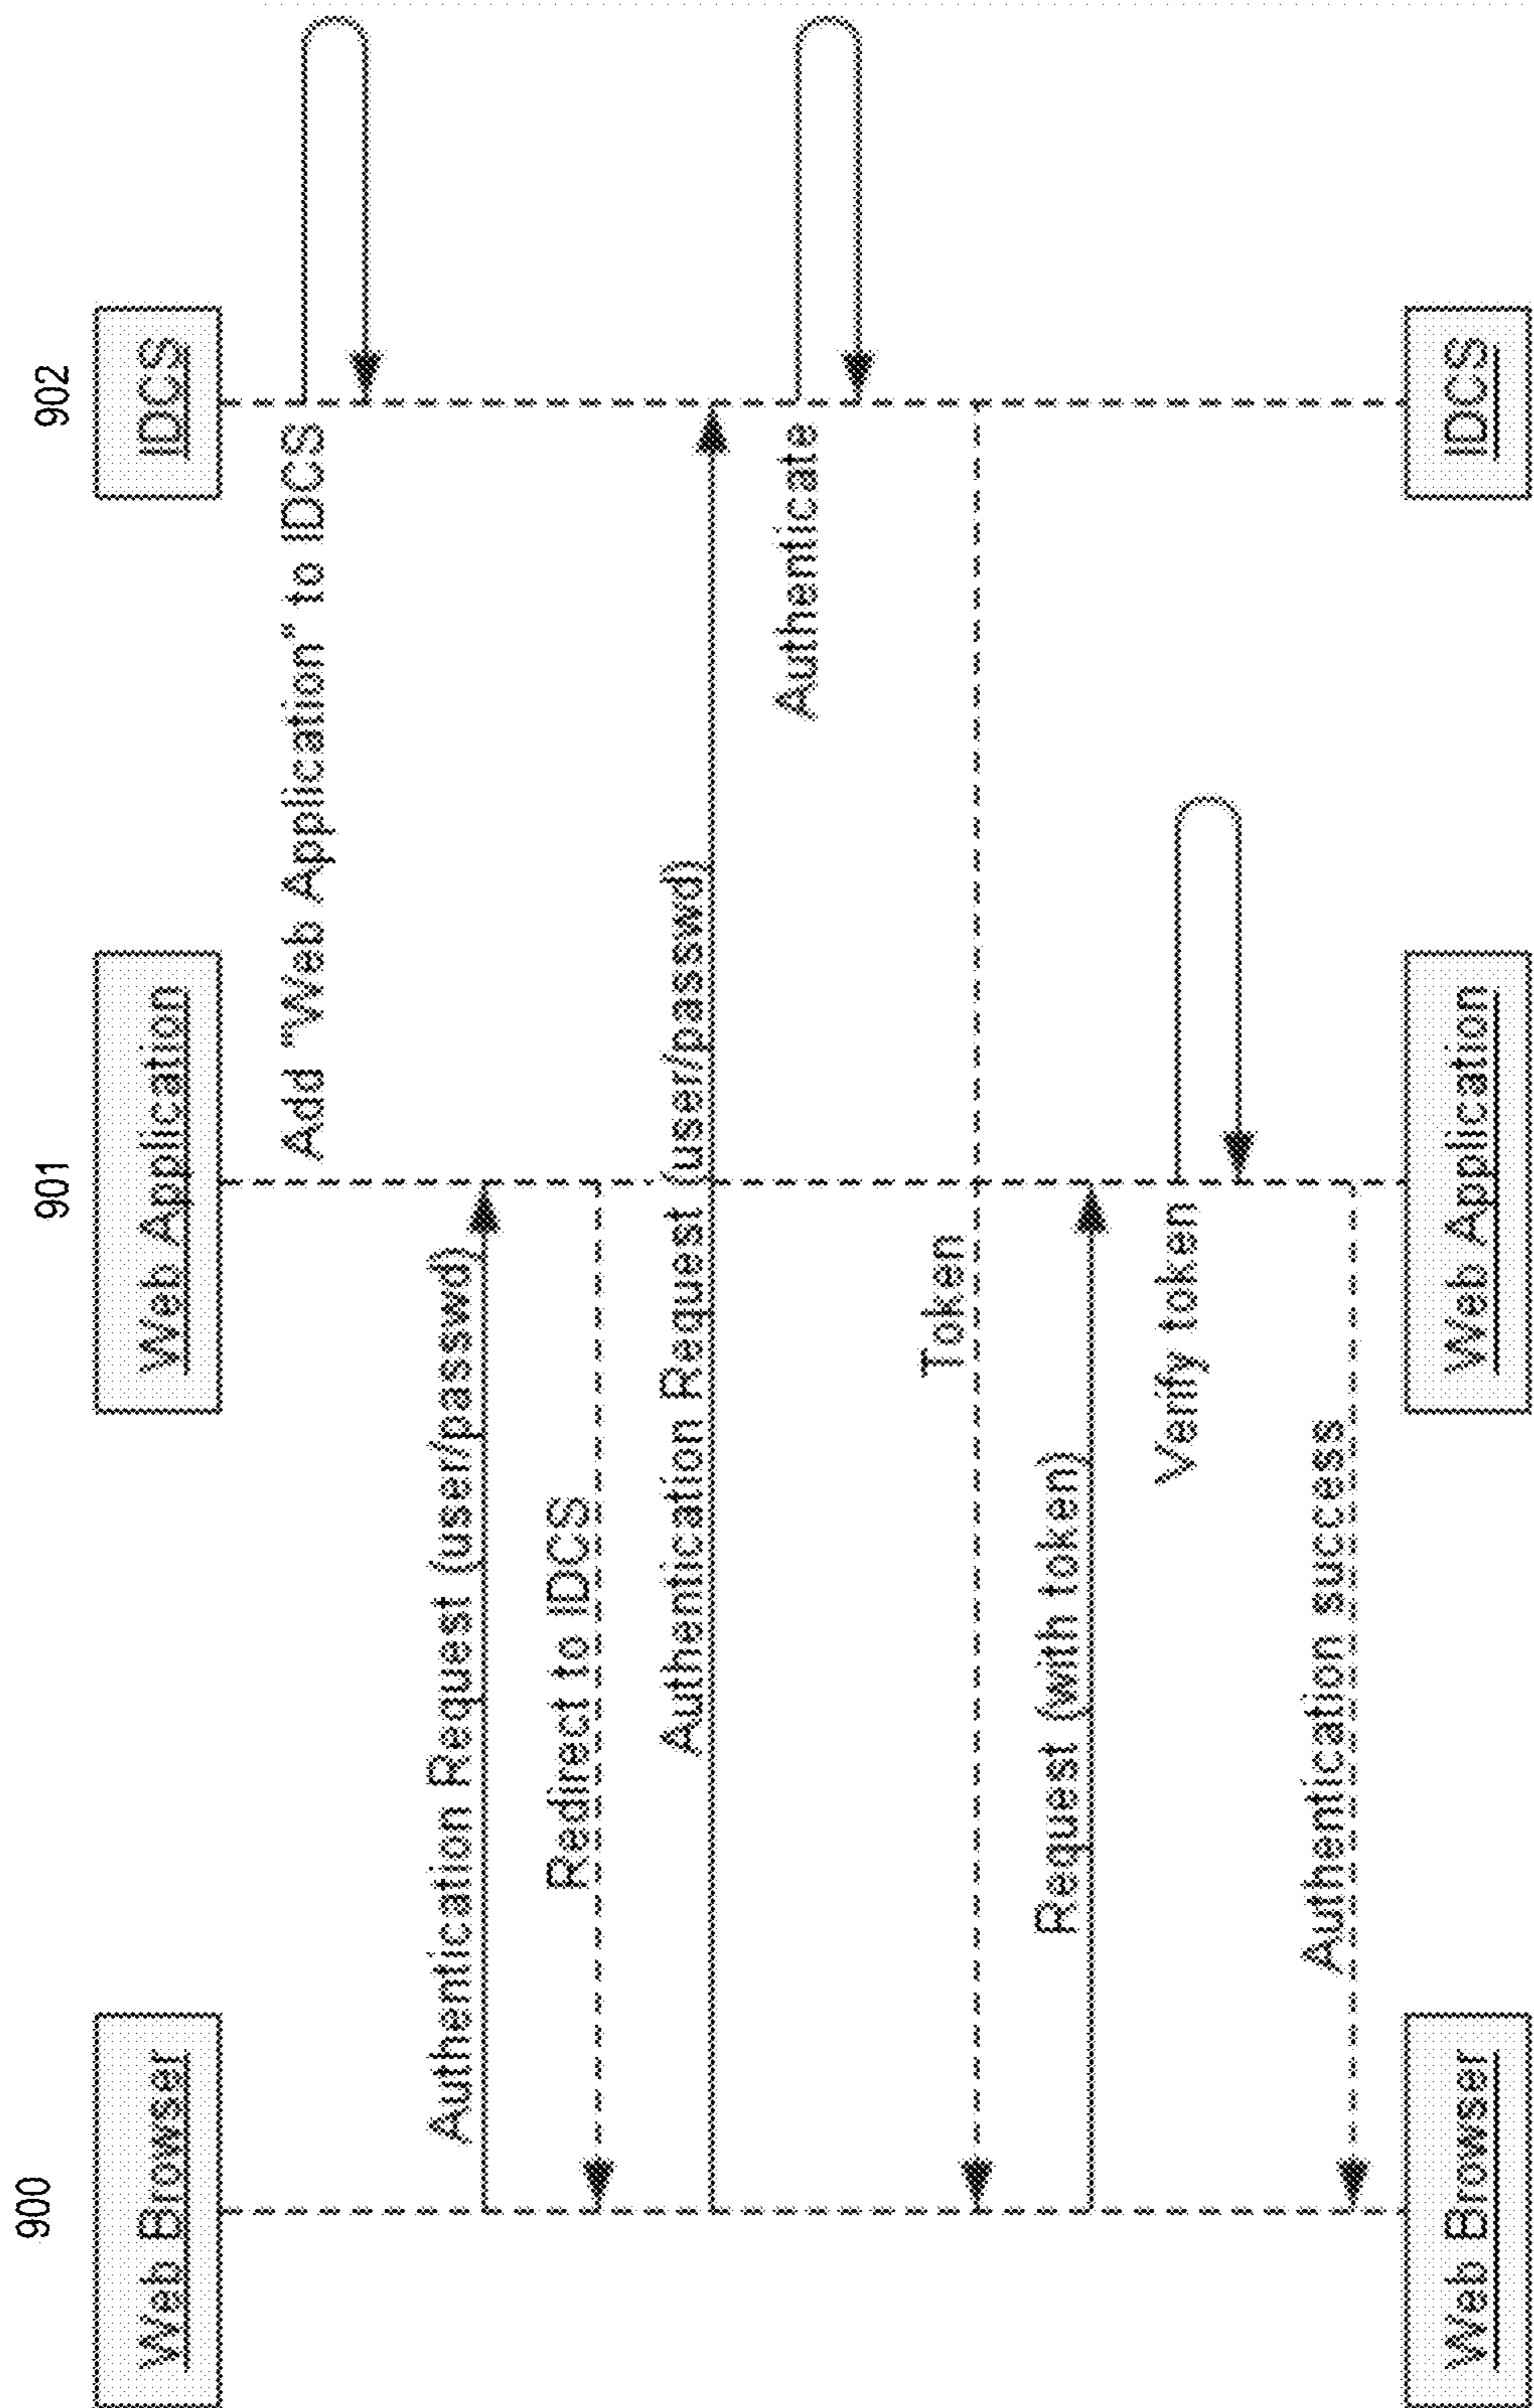 900
901
902
Web Browser
Web Application
IDCS
Add "Web Application" to IDCS
Authentication Request (user/passwd)
Redirect to IDCS
Authentication Request (user/passwd)
Authenticate
Token
Request (with token)
Verify token
Authentication success
Web Browser
Web Application
IDCS